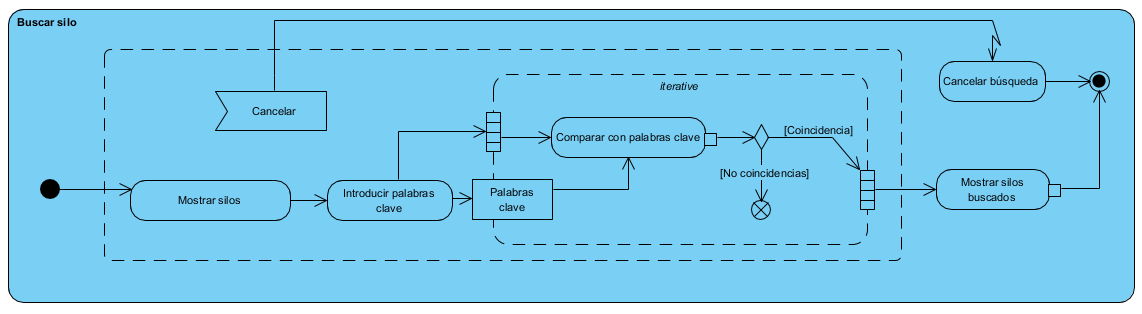 Buscar silo
iterative
Cancelar
Cancelar búsqueda
Comparar con palabras clave
[Coincidencia]
[No coincidencias]
Mostrar silos
Introducir palabras
clave
Palabras
clave
Mostrar silos
buscados